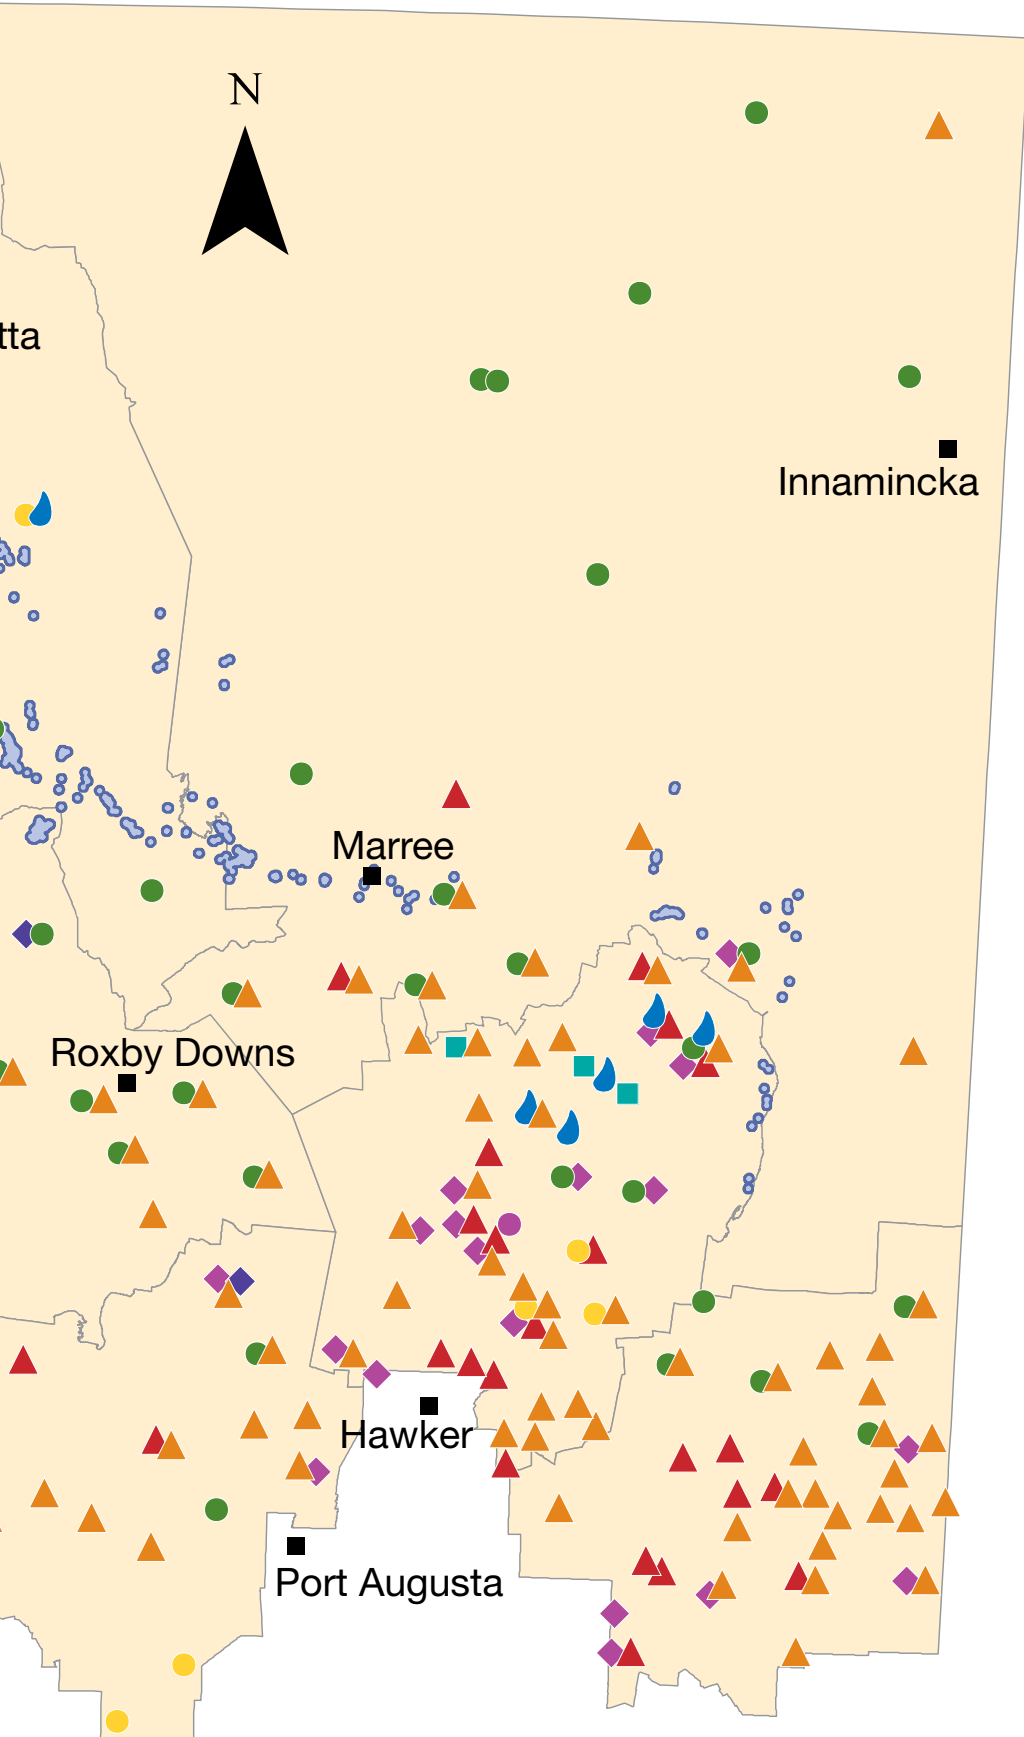 N
tta
Innamincka
Marree
Roxby Downs
Hawker
Port Augusta